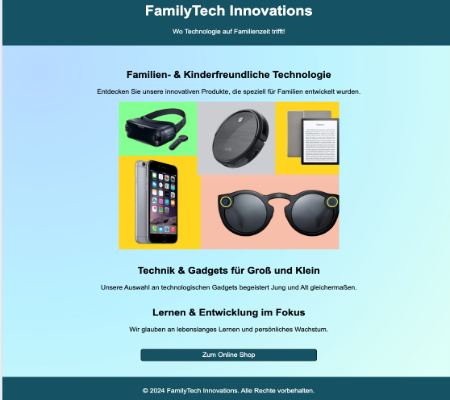 FamilyTech Innovations
Wo Technologie auf Familienzeit trifft!
Familien- & Kinderfreundliche Technologie
Entdecken Sie unsere innovativen Produkte, die speziell für Familien entwickelt wurden.
Technik & Gadgets für Groß und Klein
Unsere Auswahl an technologischen Gadgets begeistert Jung und Alt gleichermaßen.
Lernen & Entwicklung im Fokus
Wir glauben an lebenslanges Lernen und persönliches Wachstum.
Zum Online Shop
© 2024 FamilyTech Innovations. Alle Rechte vorbehalten.